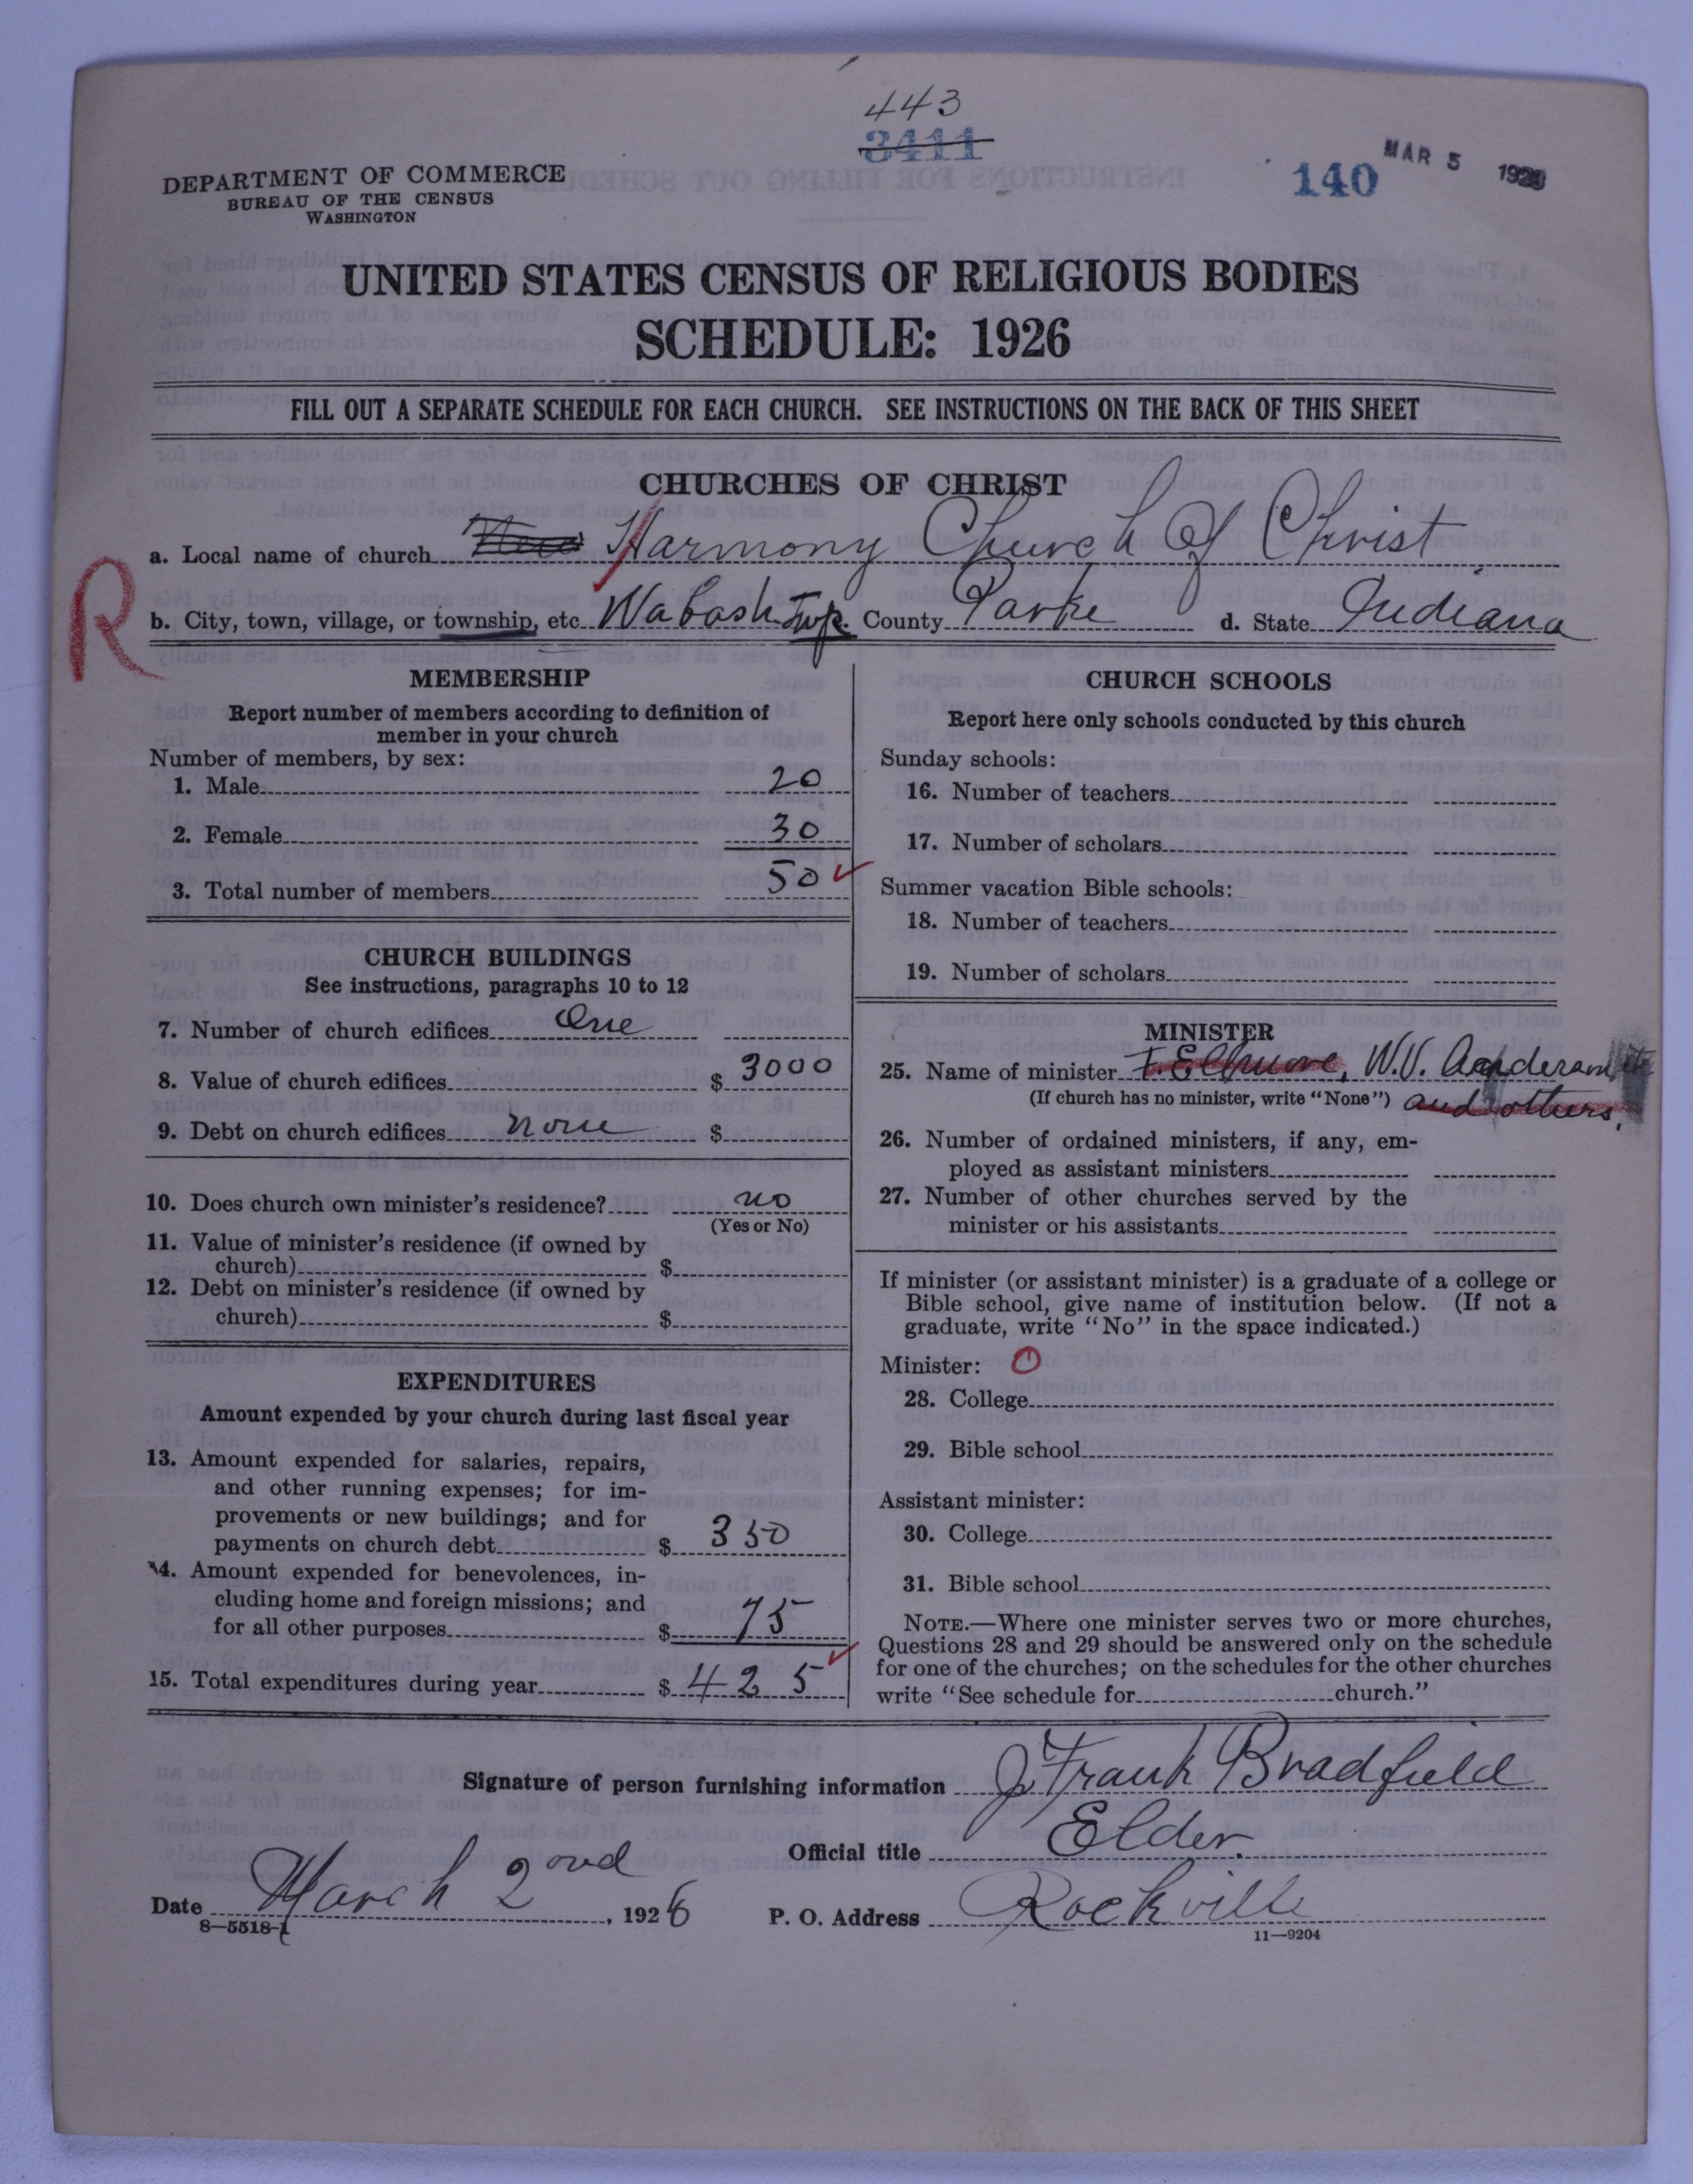 443
3411
140 MAR 5 1928
DEPARTMENT OF COMMERCE
BUREAU OF THE CENSUS
WASHINGTON
UNITED STATES CENSUS OF RELIGIOUS BODIES
SCHEDULE: 1926
FILL OUT A SEPARATE SCHEDULE FOR EACH CHURCH. SEE INSTRUCTIONS ON THE BACK OF THIS SHEET
CHURCHES OF CHRIST
a. Local name of church Harmony Church Of Christ
R
b. City, town, village, or township, etc. Wabash twp. County Parke d. State Indiana
MEMBERSHIP
Report number of members according to definition of
member in your church
Number of members, by sex:
1. Male 20
2. Female 30
3. Total number of members 50
CHURCH BUILDINGS
See instructions, paragraphs 10 to 12
7. Number of church edifices One
8. Value of church edifices $ 3000
9. Debt on church edifices none $
10. Does church own minister's residence? no
(Yes or No)
11. Value of minister's residence (if owned by
church) $
12. Debt on minister's residence (if owned by
church) $
EXPENDITURES
Amount expended by your church during last fiscal year
13. Amount expended for salaries, repairs,
and other running expenses; for im-
provements or new buildings; and for
payments on church debt $ 350
14. Amount expended for benevolences, in-
cluding home and foreign missions; and
for all other purposes $ 75
15. Total expenditures during year $ 425
CHURCH SCHOOLS
Report here only schools conducted by this church
Sunday schools:
16. Number of teachers
17. Number of scholars
Summer vacation Bible schools:
18. Number of teachers
19. Number of scholars
MINISTER
25. Name of minister W.V.
(If church has no minister, write "None") and others,
26. Number of ordained ministers, if any, em-
ployed as assistant ministers
27. Number of other churches served by the
minister or his assistants
If minister (or assistant minister) is a graduate of a college or
Bible school, give name of institution below. (If not a
graduate, write "No" in the space indicated.)
Minister: O
28. College
29. Bible school
Assistant minister:
30. College
31. Bible school
NOTE.—Where one minister serves two or more churches,
Questions 28 and 29 should be answered only on the schedule
for one of the churches; on the schedules for the other churches
write "See schedule for church."
Signature of person furnishing information J. Frank Bradfield
Official title Elder.
Date March 2ond, 1926 P. O. Address Rockville
8—5518-1
11—9204